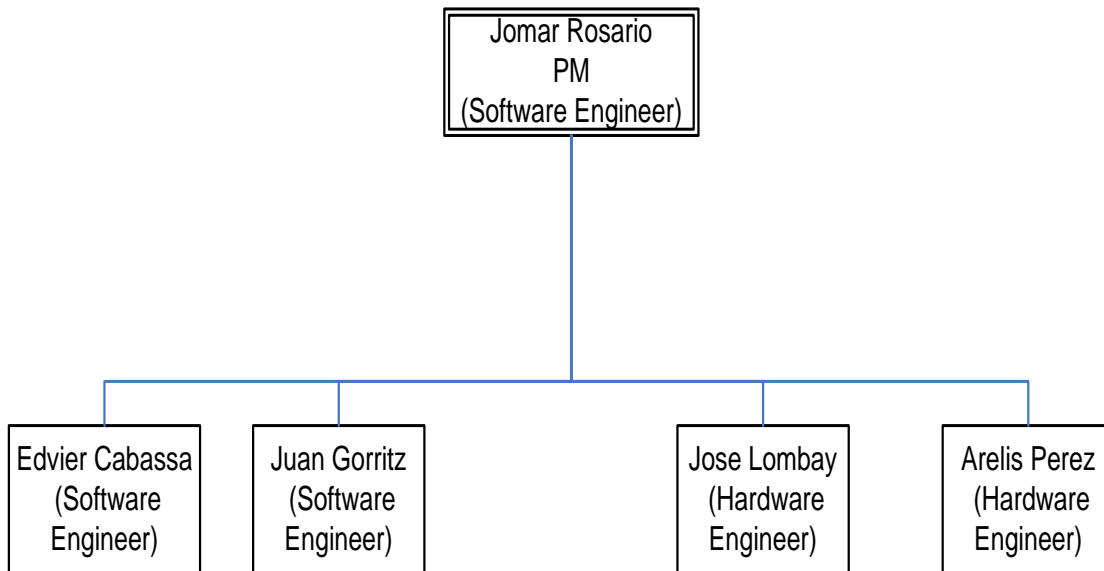 Jomar Rosario
PM
(Software Engineer)
Edvier Cabassa
(Software
Engineer)
Juan Gorritz
(Software
Engineer)
Jose Lombay
(Hardware
Engineer)
Arelis Perez
(Hardware
Engineer)